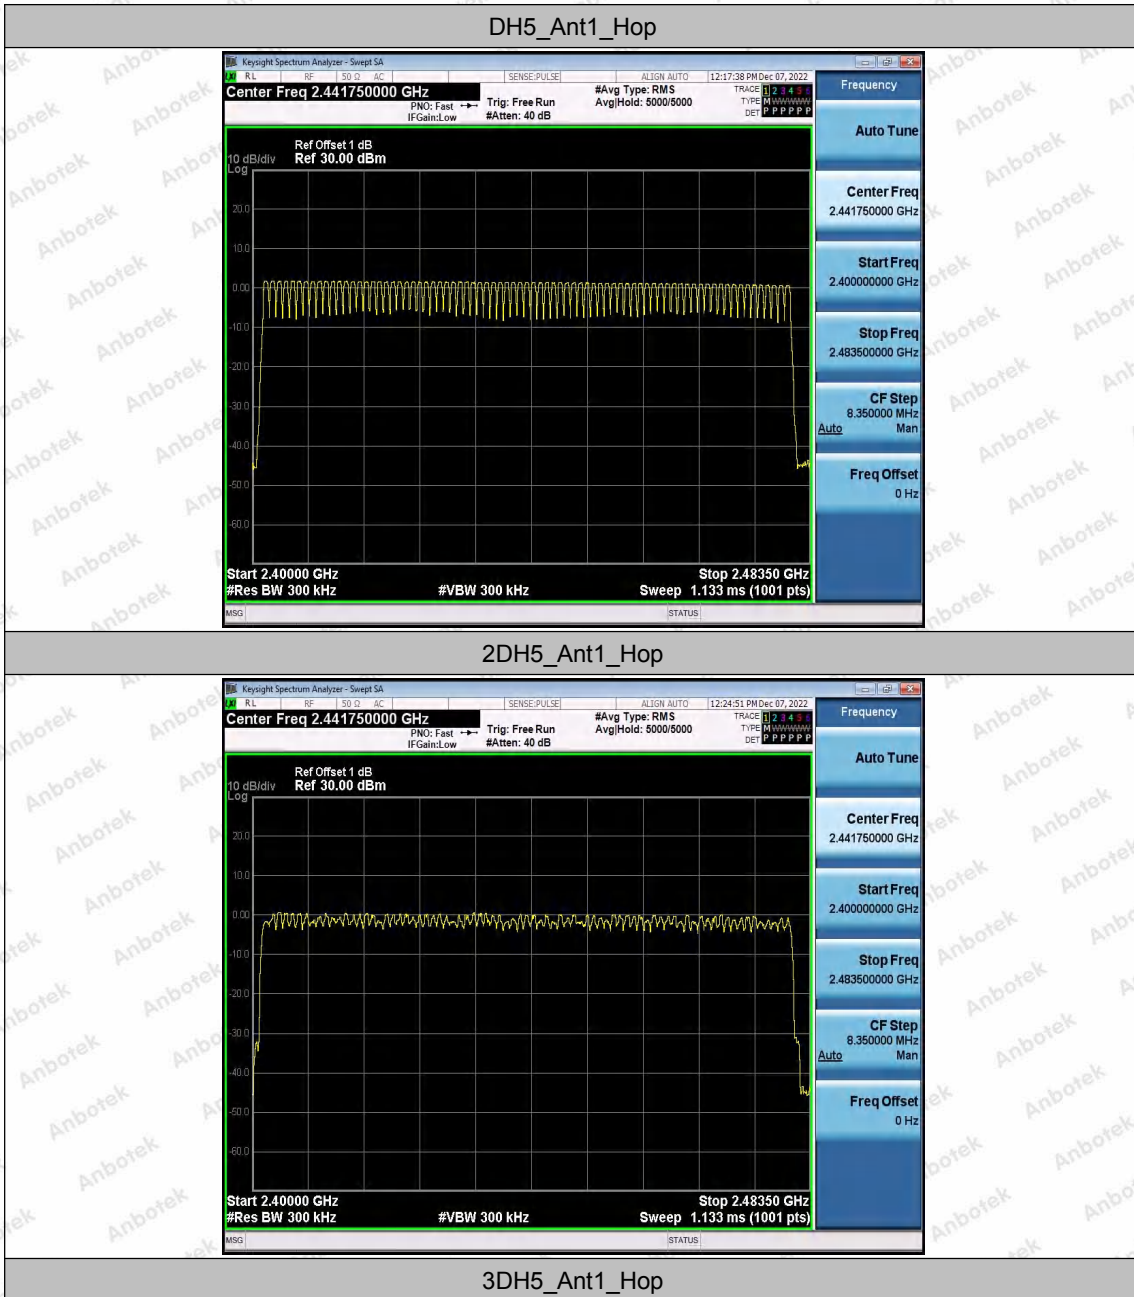 DH5_Ant1_Hop
Keysight Spectrum Analyzer - Swept SA
LXI RL RF 50 Ω AC SENSE:PULSE ALIGN AUTO 12:17:38 PM Dec 07, 2022
Center Freq 2.441750000 GHz
PNO: Fast
IFGain:Low
Trig: Free Run
#Atten: 40 dB
#Avg Type: RMS
Avg|Hold: 5000/5000
TRACE 1 2 3 4 5 6
TYPE M WWWWW
DET P P P P P P
Frequency
Auto Tune
Center Freq
2.441750000 GHz
Start Freq
2.400000000 GHz
Stop Freq
2.483500000 GHz
CF Step
8.350000 MHz
Auto Man
Freq Offset
0 Hz
10 dB/div
Log
Ref Offset 1 dB
Ref 30.00 dBm
20.0
10.0
0.00
-10.0
-20.0
-30.0
-40.0
-50.0
-60.0
Start 2.40000 GHz
#Res BW 300 kHz
#VBW 300 kHz
Stop 2.48350 GHz
Sweep 1.133 ms (1001 pts)
MSG STATUS
2DH5_Ant1_Hop
Keysight Spectrum Analyzer - Swept SA
LXI RL RF 50 Ω AC SENSE:PULSE ALIGN AUTO 12:24:51 PM Dec 07, 2022
Center Freq 2.441750000 GHz
PNO: Fast
IFGain:Low
Trig: Free Run
#Atten: 40 dB
#Avg Type: RMS
Avg|Hold: 5000/5000
TRACE 1 2 3 4 5 6
TYPE M WWWWW
DET P P P P P P
Frequency
Auto Tune
Center Freq
2.441750000 GHz
Start Freq
2.400000000 GHz
Stop Freq
2.483500000 GHz
CF Step
8.350000 MHz
Auto Man
Freq Offset
0 Hz
10 dB/div
Log
Ref Offset 1 dB
Ref 30.00 dBm
20.0
10.0
0.00
-10.0
-20.0
-30.0
-40.0
-50.0
-60.0
Start 2.40000 GHz
#Res BW 300 kHz
#VBW 300 kHz
Stop 2.48350 GHz
Sweep 1.133 ms (1001 pts)
MSG STATUS
3DH5_Ant1_Hop
Anbotek